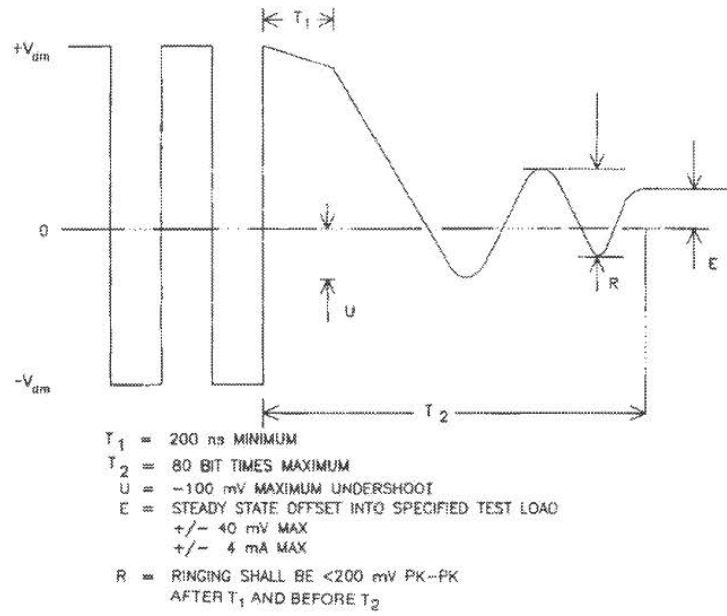 T1
+Vdm
0
U
R
E
-Vdm
T2
T1 = 200 ns MINIMUM
T2 = 80 BIT TIMES MAXIMUM
U = -100 mV MAXIMUM UNDERSHOOT
E = STEADY STATE OFFSET INTO SPECIFIED TEST LOAD
+/- 40 mV MAX
+/- 4 mA MAX
R = RINGING SHALL BE <200 mV PK-PK
AFTER T1 AND BEFORE T2